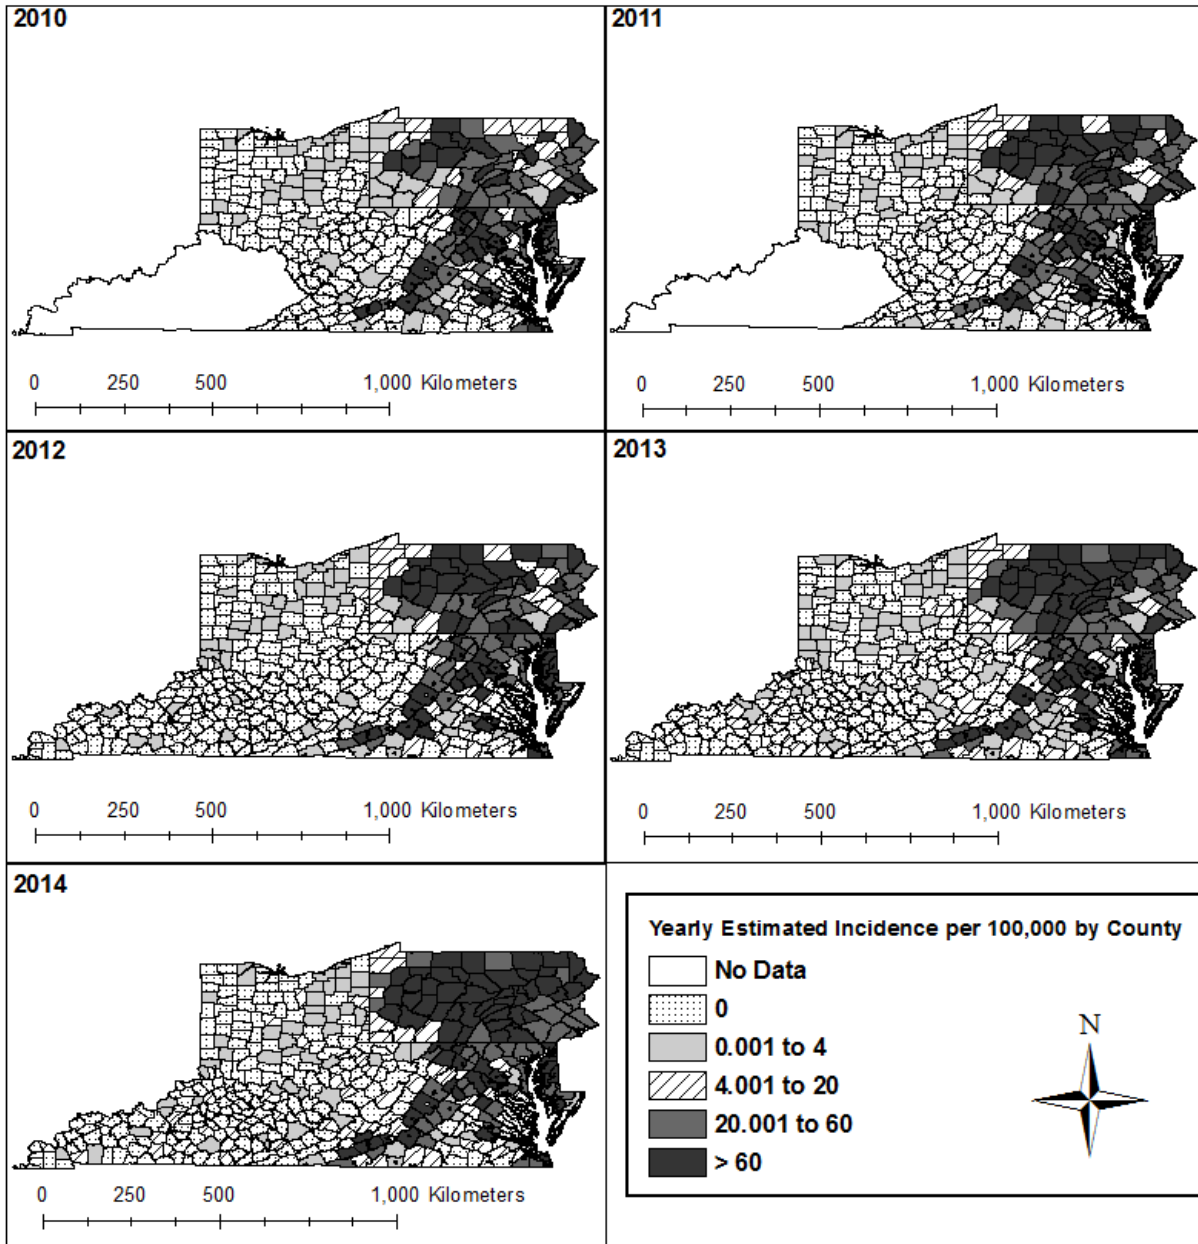 2010
2011
0 250 500 1,000 Kilometers
0 250 500 1,000 Kilometers
2012
2013
0 250 500 1,000 Kilometers
0 250 500 1,000 Kilometers
2014
0 250 500 1,000 Kilometers
Yearly Estimated Incidence per 100,000 by County
No Data
0
0.001 to 4
4.001 to 20
20.001 to 60
> 60
N